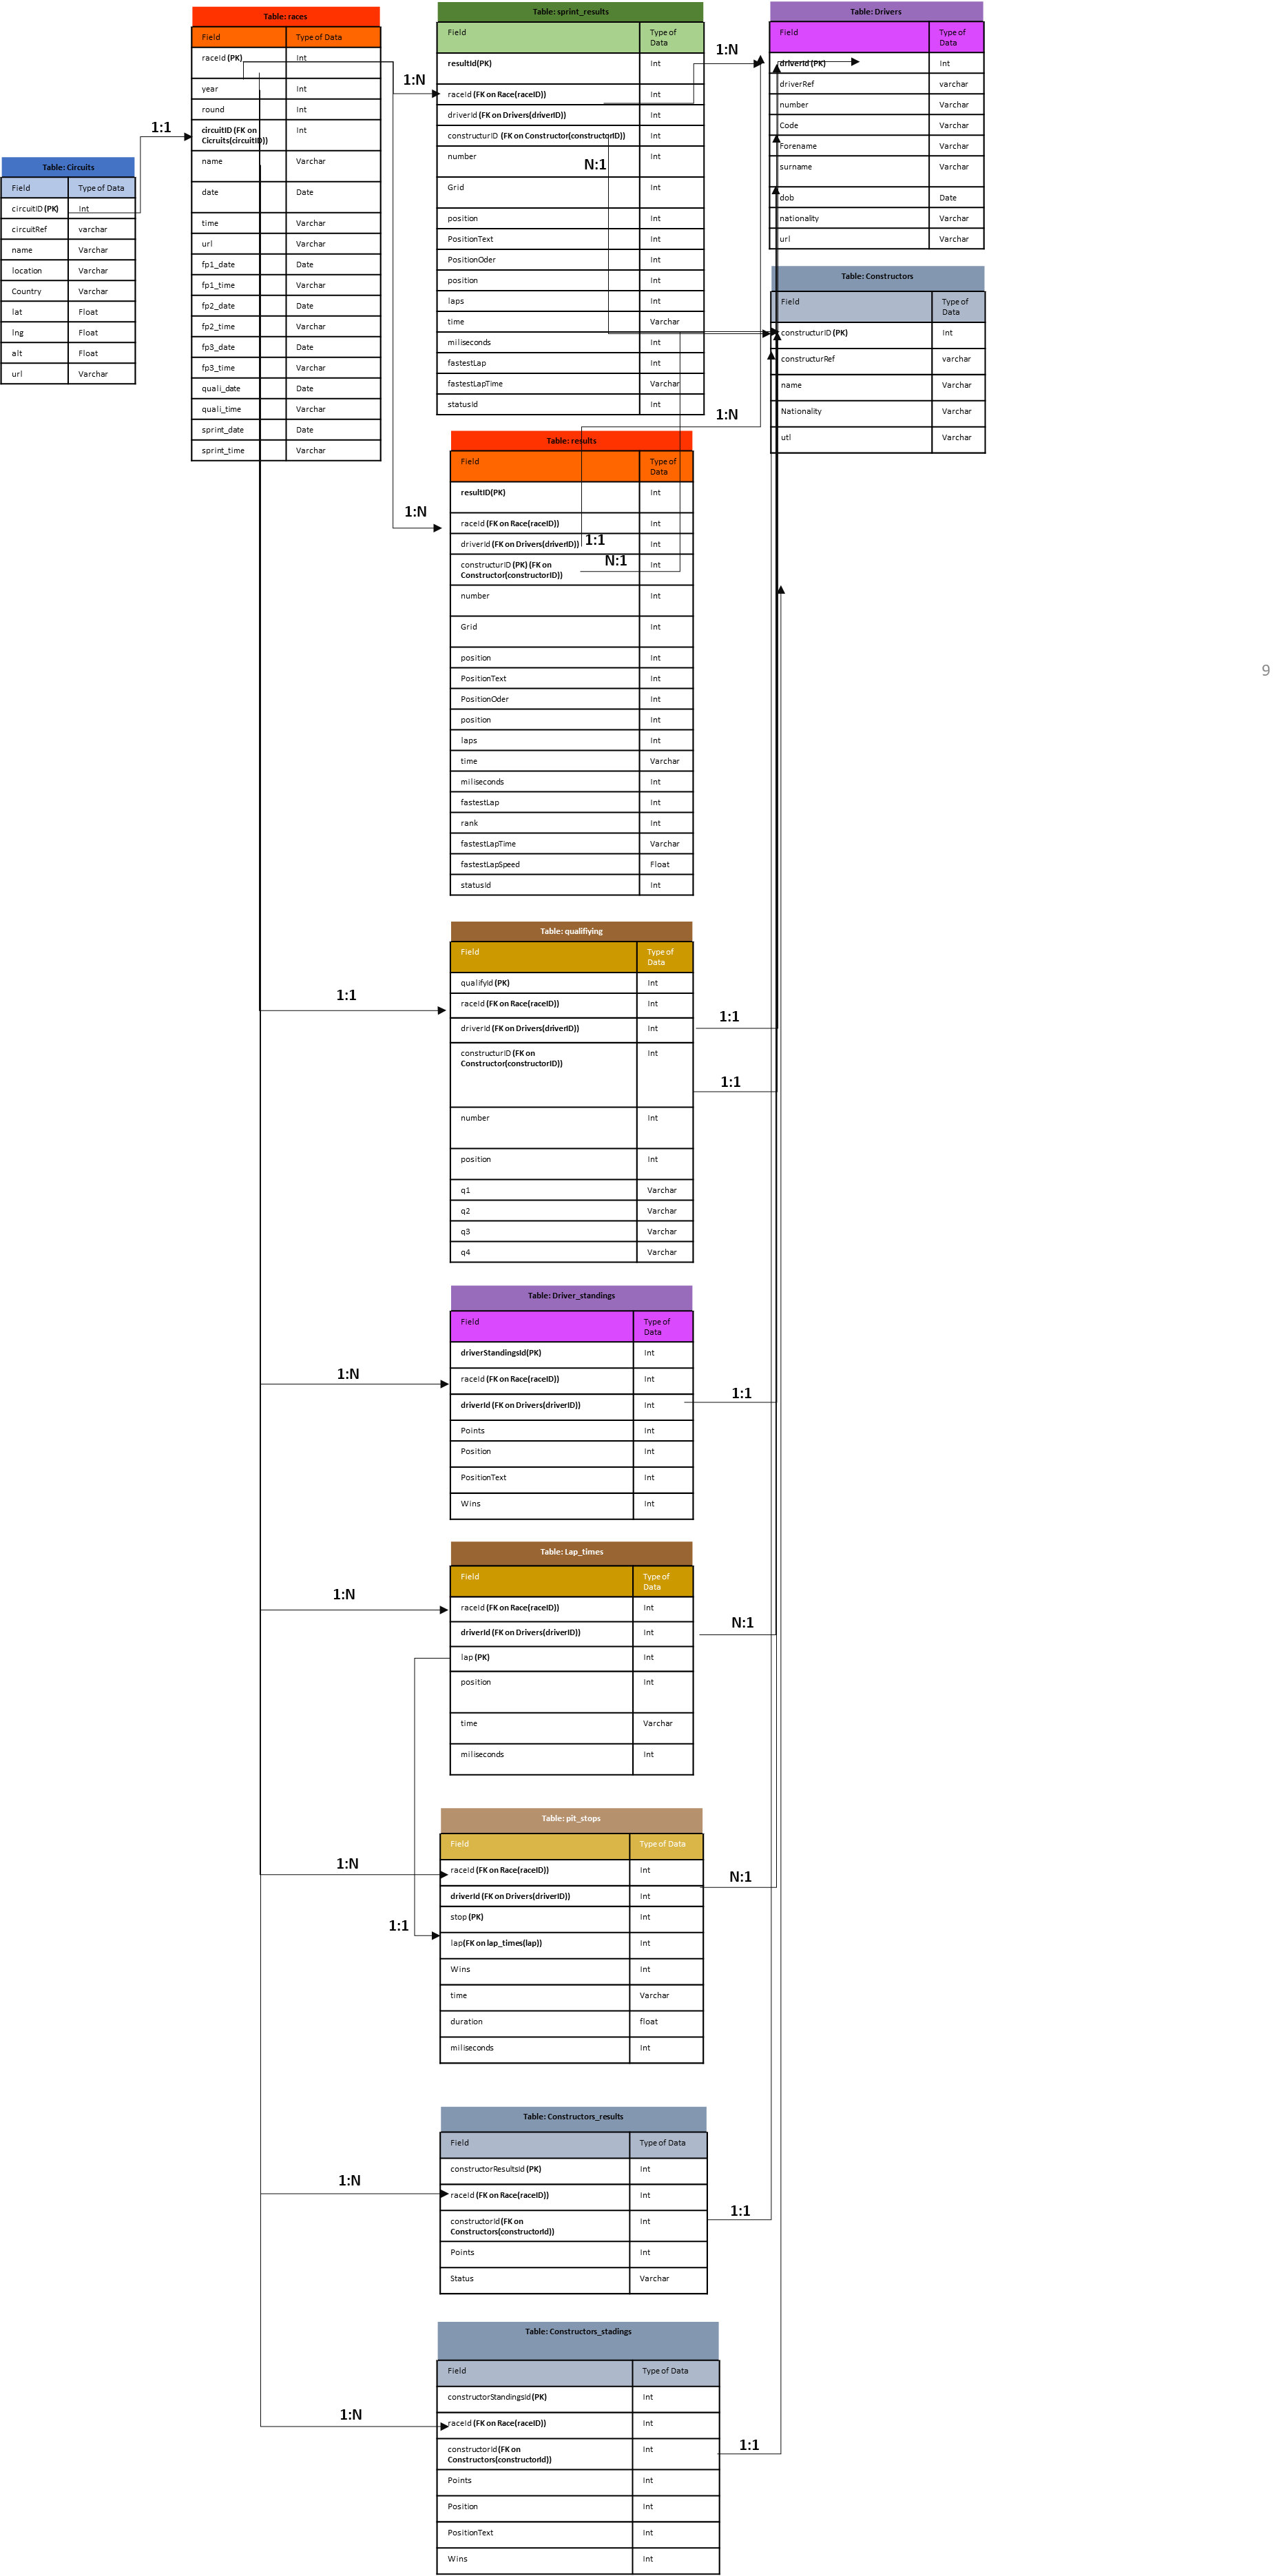 Table: Circuits
Field Type of Data
circuitID (PK) Int
circuitRef varchar
name Varchar
location Varchar
Country Varchar
lat Float
lng Float
alt Float
url Varchar
1:1
Table: races
Field Type of Data
raceId (PK) Int
year Int
round Int
circuitID (FK on Int
Cicruits(circuitID))
name Varchar
date Date
time Varchar
url Varchar
fp1_date Date
fp1_time Varchar
fp2_date Date
fp2_time Varchar
fp3_date Date
fp3_time Varchar
quali_date Date
quali_time Varchar
sprint_date Date
sprint_time Varchar
1:N
Table: sprint_results
Field Type of
Data
resultId(PK) Int
raceId (FK on Race(raceID)) Int
driverId (FK on Drivers(driverID)) Int
constructurID (FK on Constructor(constructorID)) Int
number Int
Grid Int
position Int
PositionText Int
PositionOder Int
position Int
laps Int
time Varchar
miliseconds Int
fastestLap Int
fastestLapTime Varchar
statusId Int
1:N
N:1
Table: Drivers
Field Type of
Data
driverId (PK) Int
driverRef varchar
number Varchar
Code Varchar
Forename Varchar
surname Varchar
dob Date
nationality Varchar
url Varchar
Table: Constructors
Field Type of
Data
constructurID (PK) Int
constructurRef varchar
name Varchar
Nationality Varchar
utl Varchar
1:N
1:N
Table: results
Field Type of
Data
resultID(PK) Int
raceId (FK on Race(raceID)) Int
driverId (FK on Drivers(driverID)) Int
constructurID (PK) (FK on Int
Constructor(constructorID))
number Int
Grid Int
position Int
PositionText Int
PositionOder Int
position Int
laps Int
time Varchar
miliseconds Int
fastestLap Int
rank Int
fastestLapTime Varchar
fastestLapSpeed Float
statusId Int
1:1
N:1
9
1:1
Table: qualifiying
Field Type of
Data
qualifyId (PK) Int
raceId (FK on Race(raceID)) Int
driverId (FK on Drivers(driverID)) Int
constructurID (FK on Int
Constructor(constructorID))
number Int
position Int
q1 Varchar
q2 Varchar
q3 Varchar
q4 Varchar
1:1
1:1
1:N
Table: Driver_standings
Field Type of
Data
driverStandingsId(PK) Int
raceId (FK on Race(raceID)) Int
driverId (FK on Drivers(driverID)) Int
Points Int
Position Int
PositionText Int
Wins Int
1:1
1:N
Table: Lap_times
Field Type of
Data
raceId (FK on Race(raceID)) Int
driverId (FK on Drivers(driverID)) Int
lap (PK) Int
position Int
time Varchar
miliseconds Int
N:1
1:N
1:1
Table: pit_stops
Field Type of Data
raceId (FK on Race(raceID)) Int
driverId (FK on Drivers(driverID)) Int
stop (PK) Int
lap(FK on lap_times(lap)) Int
Wins Int
time Varchar
duration float
miliseconds Int
N:1
1:N
Table: Constructors_results
Field Type of Data
constructorResultsId (PK) Int
raceId (FK on Race(raceID)) Int
constructorId(FK on Int
Constructors(constructorId))
Points Int
Status Varchar
1:1
1:N
Table: Constructors_stadings
Field Type of Data
constructorStandingsId (PK) Int
raceId (FK on Race(raceID)) Int
constructorId(FK on Int
Constructors(constructorId))
Points Int
Position Int
PositionText Int
Wins Int
1:1